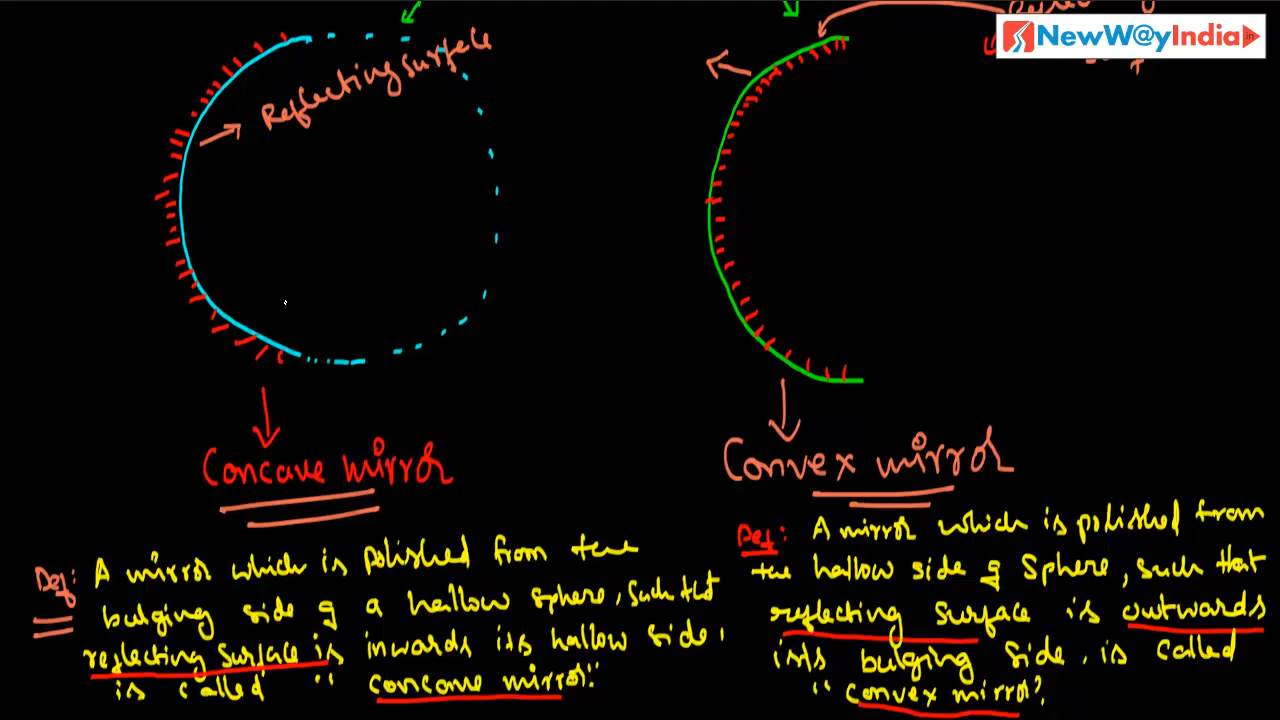 NewW@yIndia
Reflecting surface
Concave mirror
Convex mirror
Def: A mirror which is polished from the
bulging side of a hallow sphere, such that
reflecting surface is inwards its hallow side,
is called " concave mirror".
Def: A mirror which is polished from
the hallow side of Sphere, such that
reflecting surface is outwards
its bulging side, is called
" convex mirror".